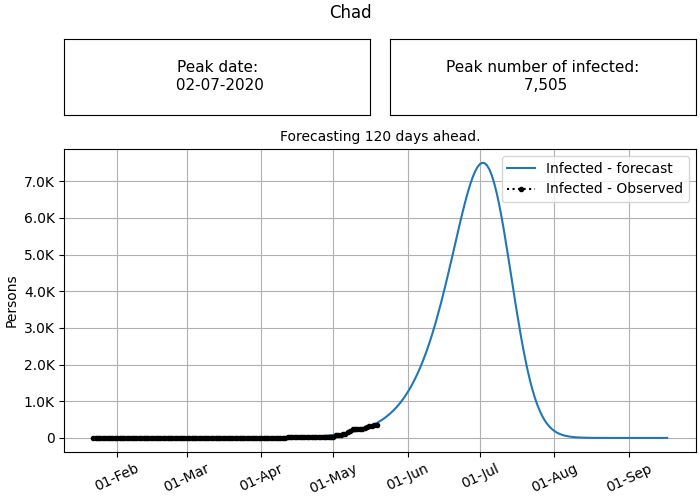 Chad
Peak date:
02-07-2020
Peak number of infected:
7,505
Forecasting 120 days ahead.
Infected - forecast
Infected - Observed
7.0K
6.0K
5.0K
4.0K
3.0K
2.0K
1.0K
0
Persons
01-Feb
01-Mar
01-Apr
01-May
01-Jun
01-Jul
01-Aug
01-Sep